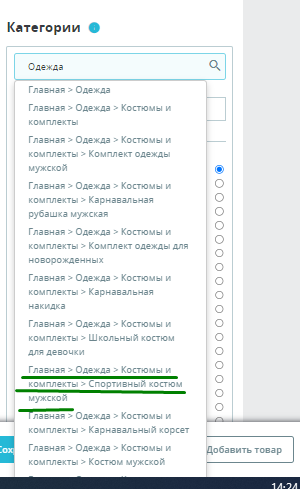 Категории
Одежда
Главная > Одежда
Главная > Одежда > Костюмы и
комплекты
Главная > Одежда > Костюмы и
комплекты > Комплект одежды
мужской
Главная > Одежда > Костюмы и
комплекты > Карнавальная
рубашка мужская
Главная > Одежда > Костюмы и
комплекты > Комплект одежды для
новорожденных
Главная > Одежда > Костюмы и
комплекты > Карнавальная
накидка
Главная > Одежда > Костюмы и
комплекты > Школьный костюм
для девочки
Главная > Одежда > Костюмы и
комплекты > Спортивный костюм
мужской
Главная > Одежда > Костюмы и
комплекты > Карнавальный корсет
Главная > Одежда > Костюмы и
комплекты > Костюм мужской
Сохр
Добавить товар
14:24